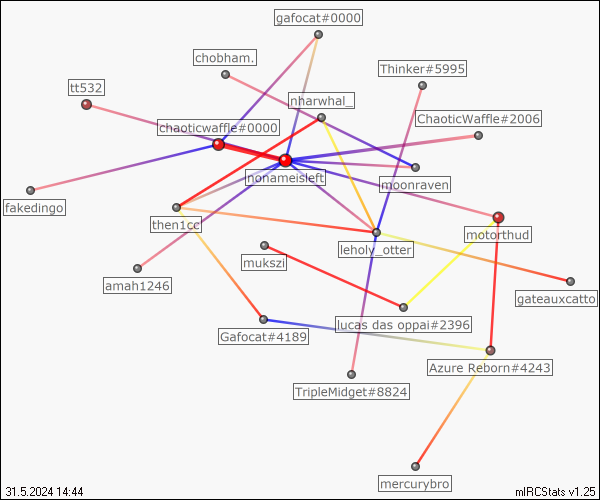 gafocat#0000
chobham.
Thinker#5995
tt532
nharwhal_
ChaoticWaffle#2006
chaoticwaffle#0000
nonameisleft
moonraven
fakedingo
then1cc
motorthud
leholy_otter
mukszi
amah1246
gateauxcatto
lucas das oppai#2396
Gafocat#4189
Azure Reborn#4243
TripleMidget#8824
mercurybro
31.5.2024 14:44
mIRCStats v1.25